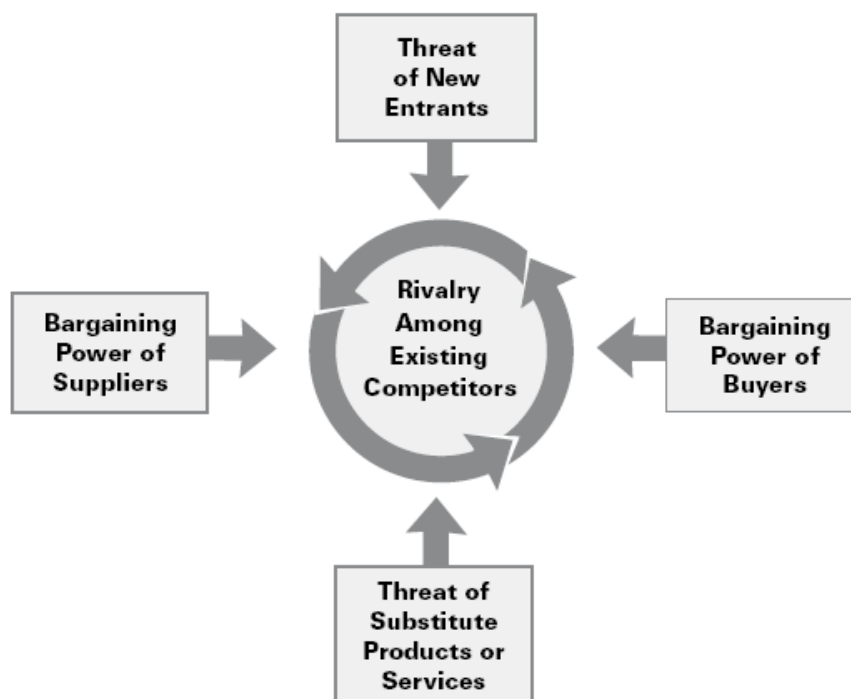 Threat
of New
Entrants
Bargaining
Power of
Suppliers
Rivalry
Among
Existing
Competitors
Bargaining
Power of
Buyers
Threat of
Substitute
Products or
Services